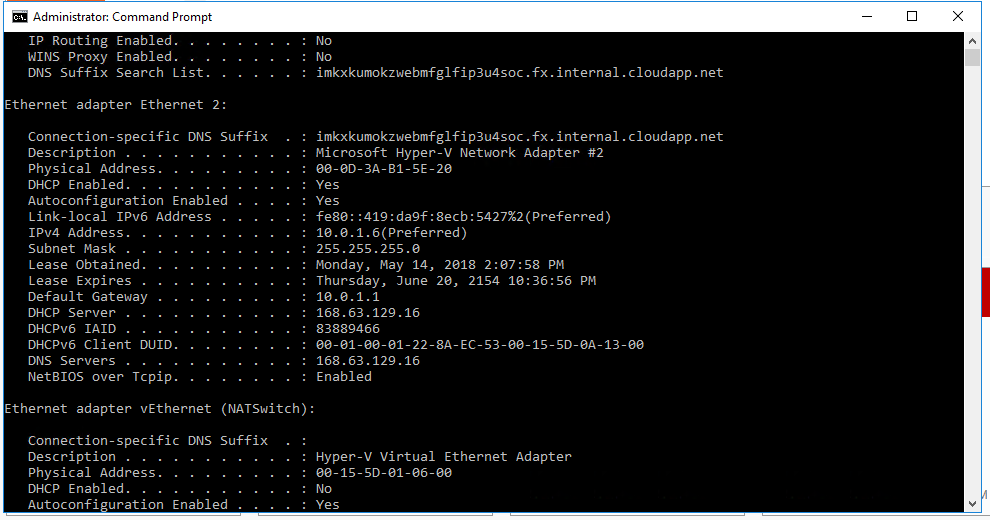 Administrator: Command Prompt
IP Routing Enabled. . . . . . . . : No
WINS Proxy Enabled. . . . . . . . : No
DNS Suffix Search List. . . . . . : imkxkumokzwebmfglfip3u4soc.fx.internal.cloudapp.net
Ethernet adapter Ethernet 2:
Connection-specific DNS Suffix  . : imkxkumokzwebmfglfip3u4soc.fx.internal.cloudapp.net
Description . . . . . . . . . . . : Microsoft Hyper-V Network Adapter #2
Physical Address. . . . . . . . . : 00-0D-3A-B1-5E-20
DHCP Enabled. . . . . . . . . . . : Yes
Autoconfiguration Enabled . . . . : Yes
Link-local IPv6 Address . . . . . : fe80::419:da9f:8ecb:5427%2(Preferred)
IPv4 Address. . . . . . . . . . . : 10.0.1.6(Preferred)
Subnet Mask . . . . . . . . . . . : 255.255.255.0
Lease Obtained. . . . . . . . . . : Monday, May 14, 2018 2:07:58 PM
Lease Expires . . . . . . . . . . : Thursday, June 20, 2154 10:36:56 PM
Default Gateway . . . . . . . . . : 10.0.1.1
DHCP Server . . . . . . . . . . . : 168.63.129.16
DHCPv6 IAID . . . . . . . . . . . : 83889466
DHCPv6 Client DUID. . . . . . . . : 00-01-00-01-22-8A-EC-53-00-15-5D-0A-13-00
DNS Servers . . . . . . . . . . . : 168.63.129.16
NetBIOS over Tcpip. . . . . . . . : Enabled
Ethernet adapter vEthernet (NATSwitch):
Connection-specific DNS Suffix  . :
Description . . . . . . . . . . . : Hyper-V Virtual Ethernet Adapter
Physical Address. . . . . . . . . : 00-15-5D-01-06-00
DHCP Enabled. . . . . . . . . . . : No
Autoconfiguration Enabled . . . . : Yes